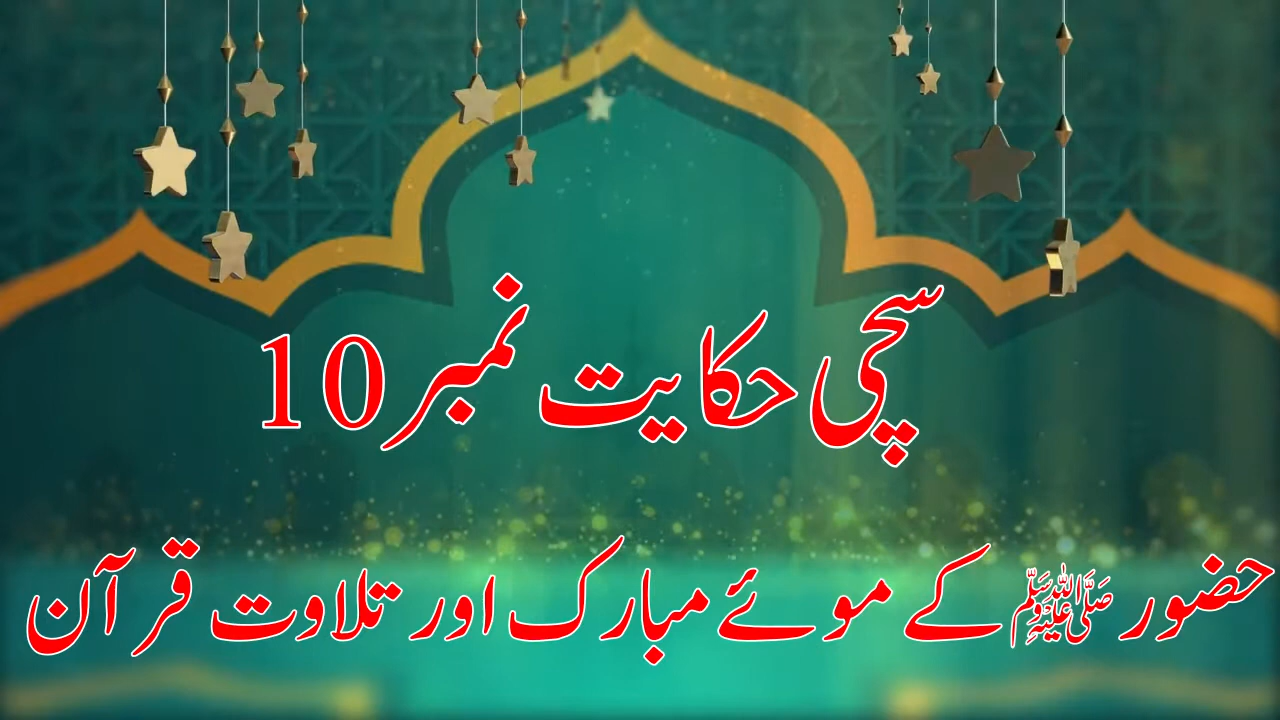 سچی حکایت نمبر 10
حضور ﷺ کے موئے مبارک اور تلاوت قرآن